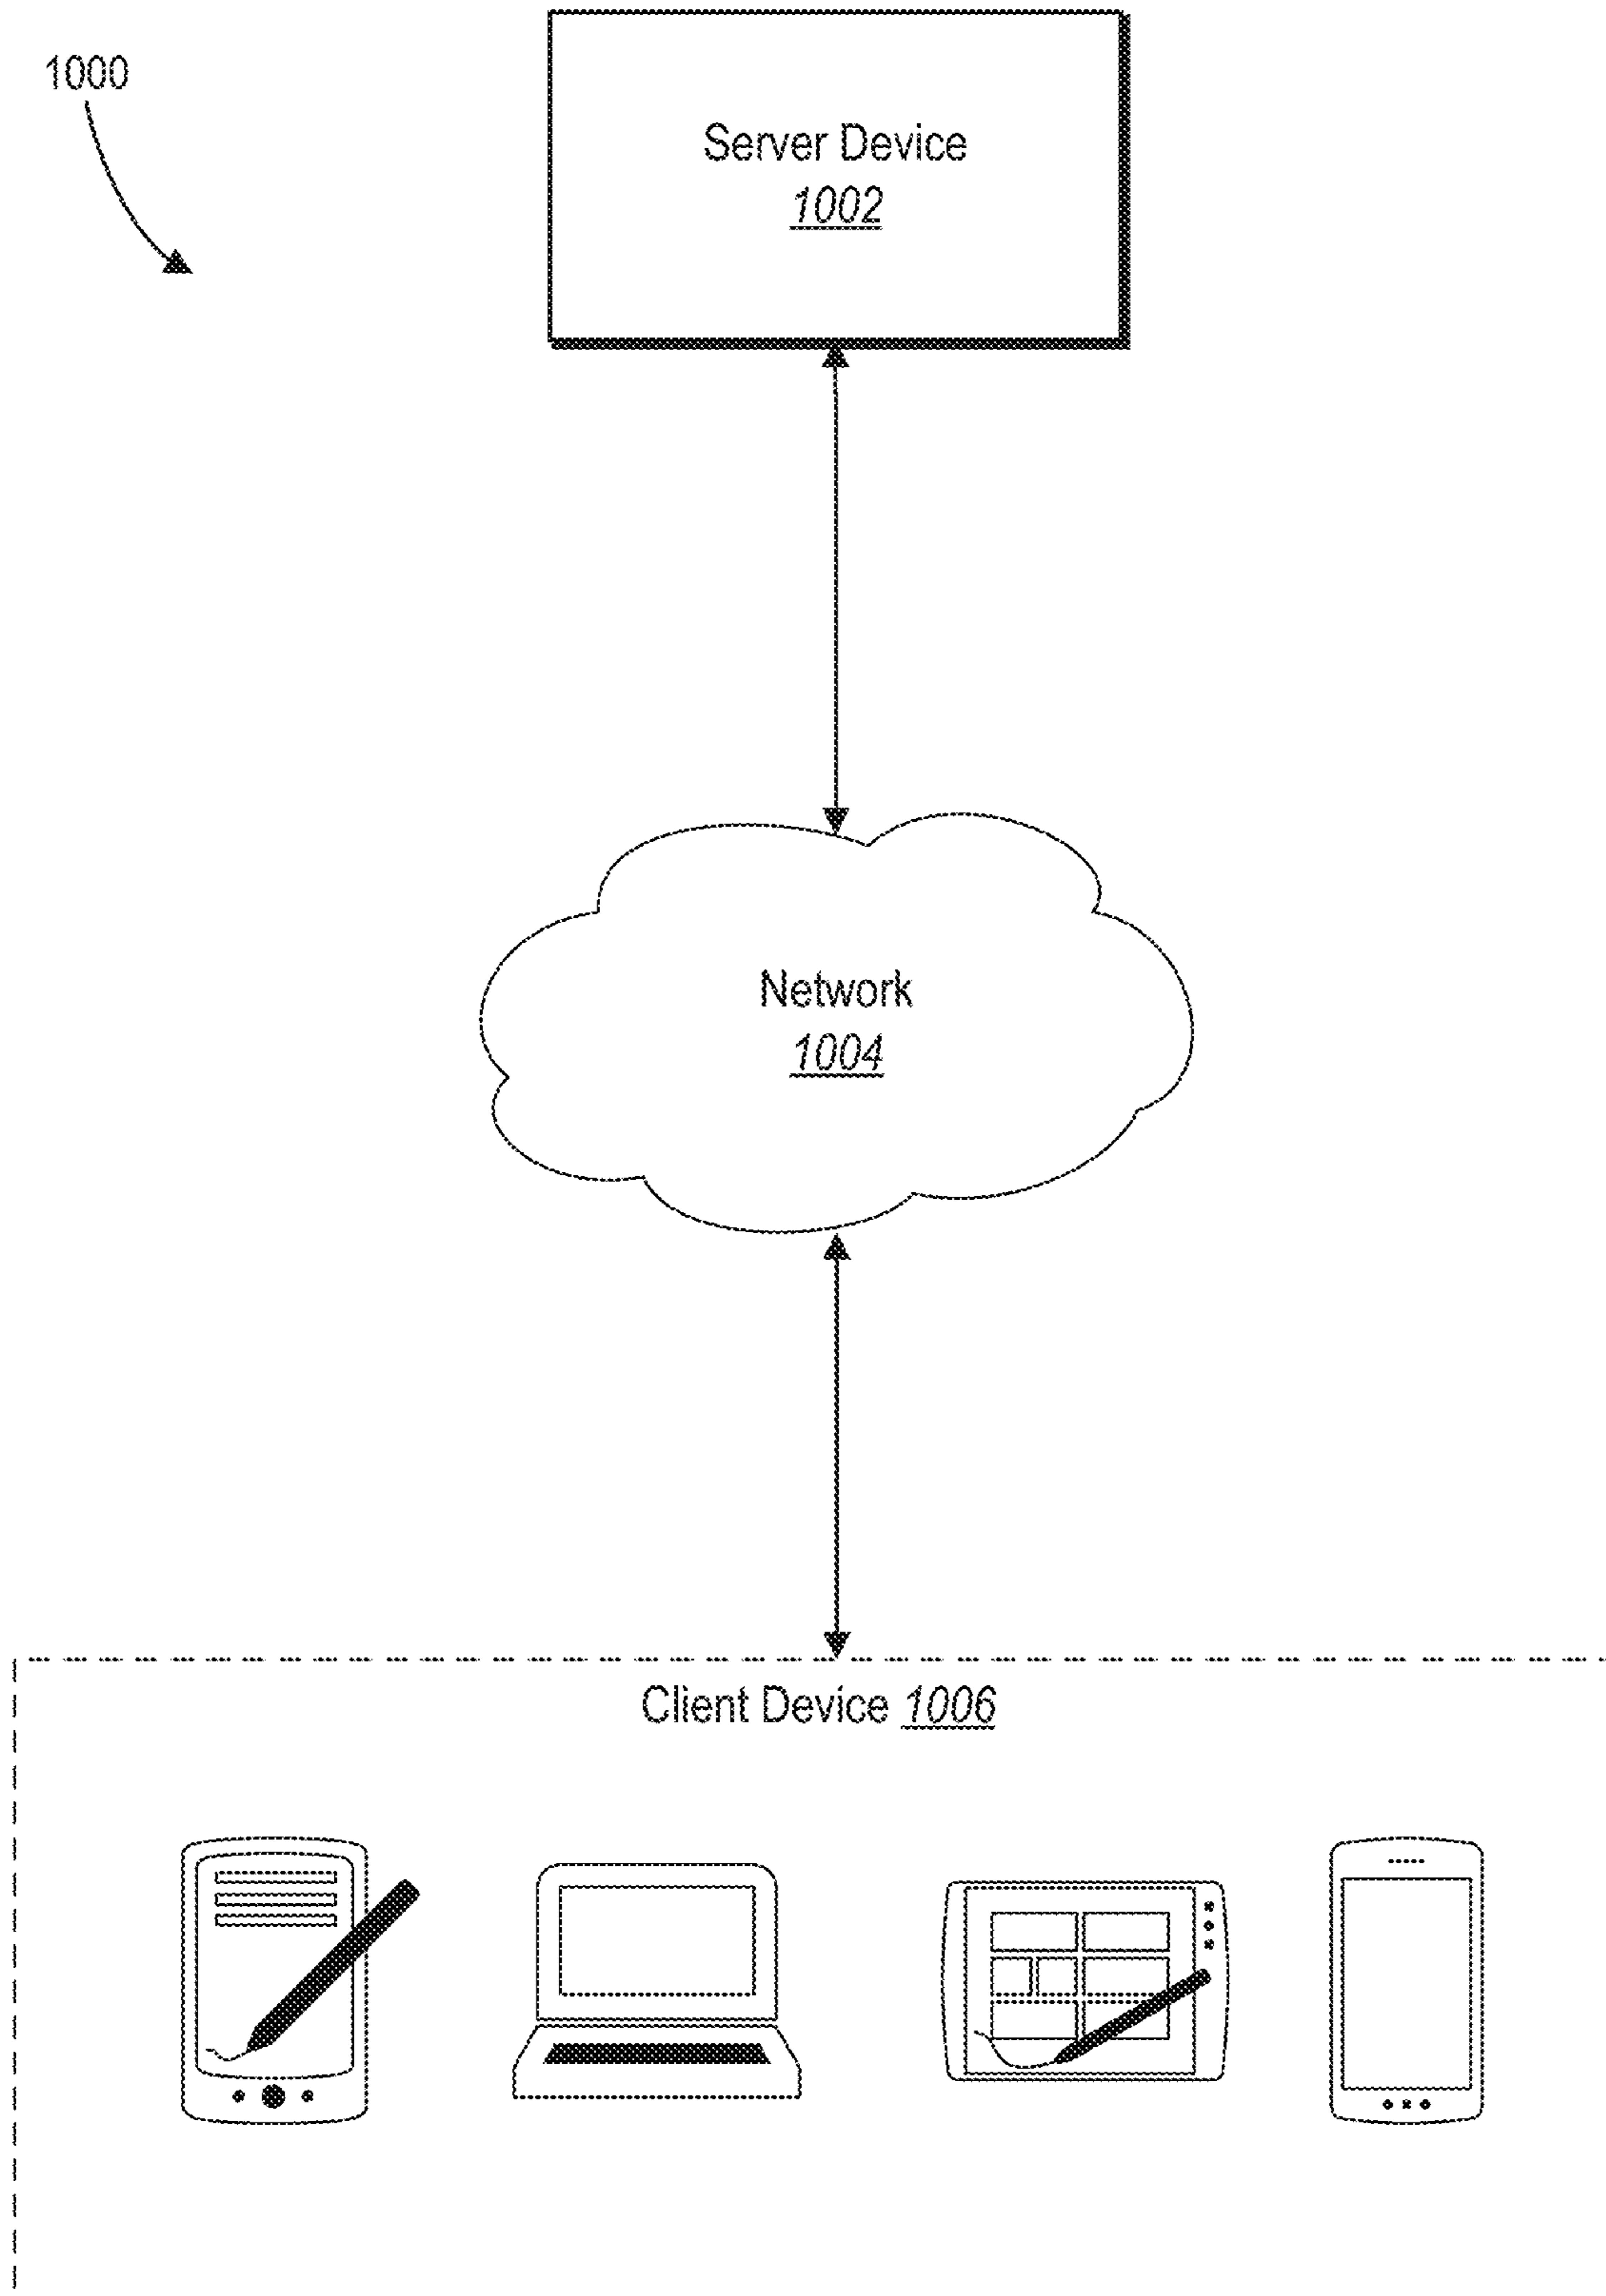 1000
Server Device
1002
Network
1004
Client Device 1006